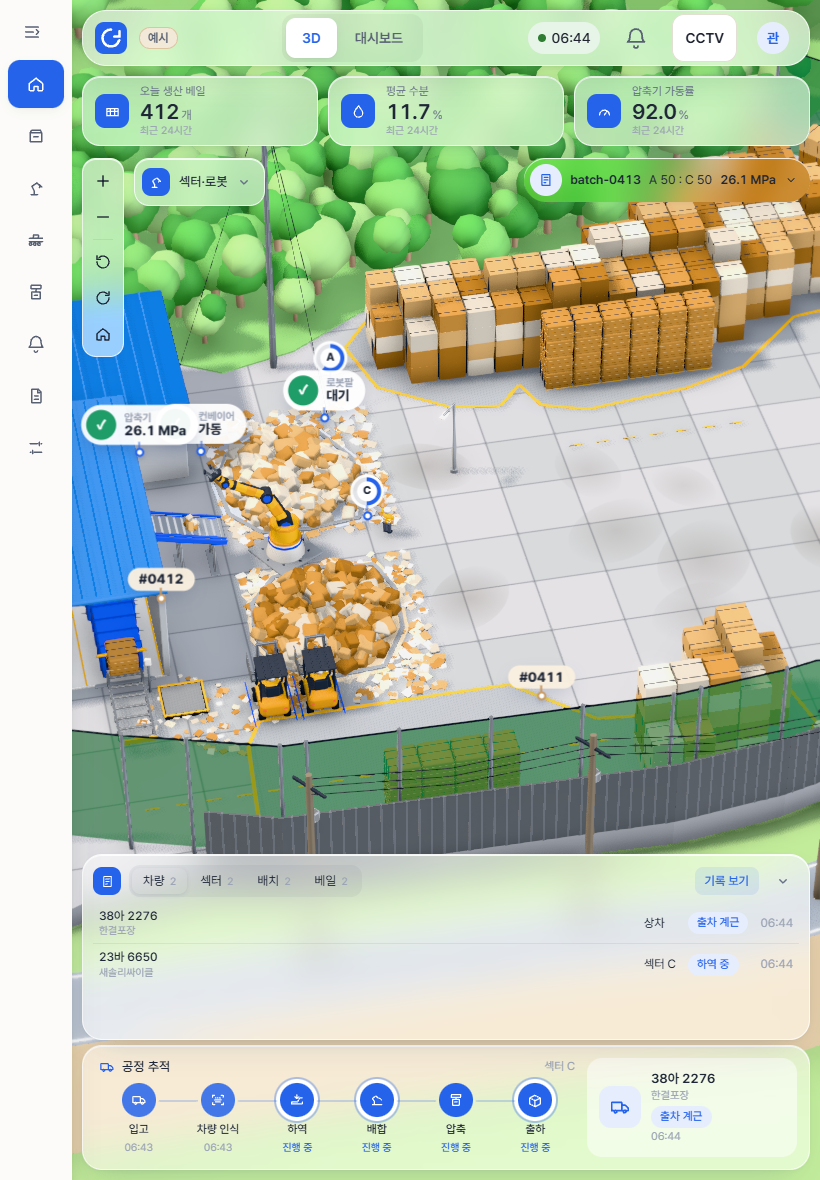 예시
3D
대시보드
06:44
CCTV
관
오늘 생산 베일
412 개
최근 24시간
평균 수분
11.7 %
최근 24시간
압축기 가동률
92.0 %
최근 24시간
섹터·로봇
batch-0413 A 50 : C 50 26.1 MPa
A
로봇팔
대기
압축기
26.1 MPa
컨베이어
가동
C
#0412
#0411
차량 2
섹터 2
배치 2
베일 2
기록 보기
38아 2276
한결포장
상차
출차 계근
06:44
23바 6650
새솔리싸이클
섹터 C
하역 중
06:44
공정 추적
섹터 C
입고
06:43
차량 인식
06:43
하역
진행 중
배합
진행 중
압축
진행 중
출하
진행 중
38아 2276
한결포장
출차 계근
06:44